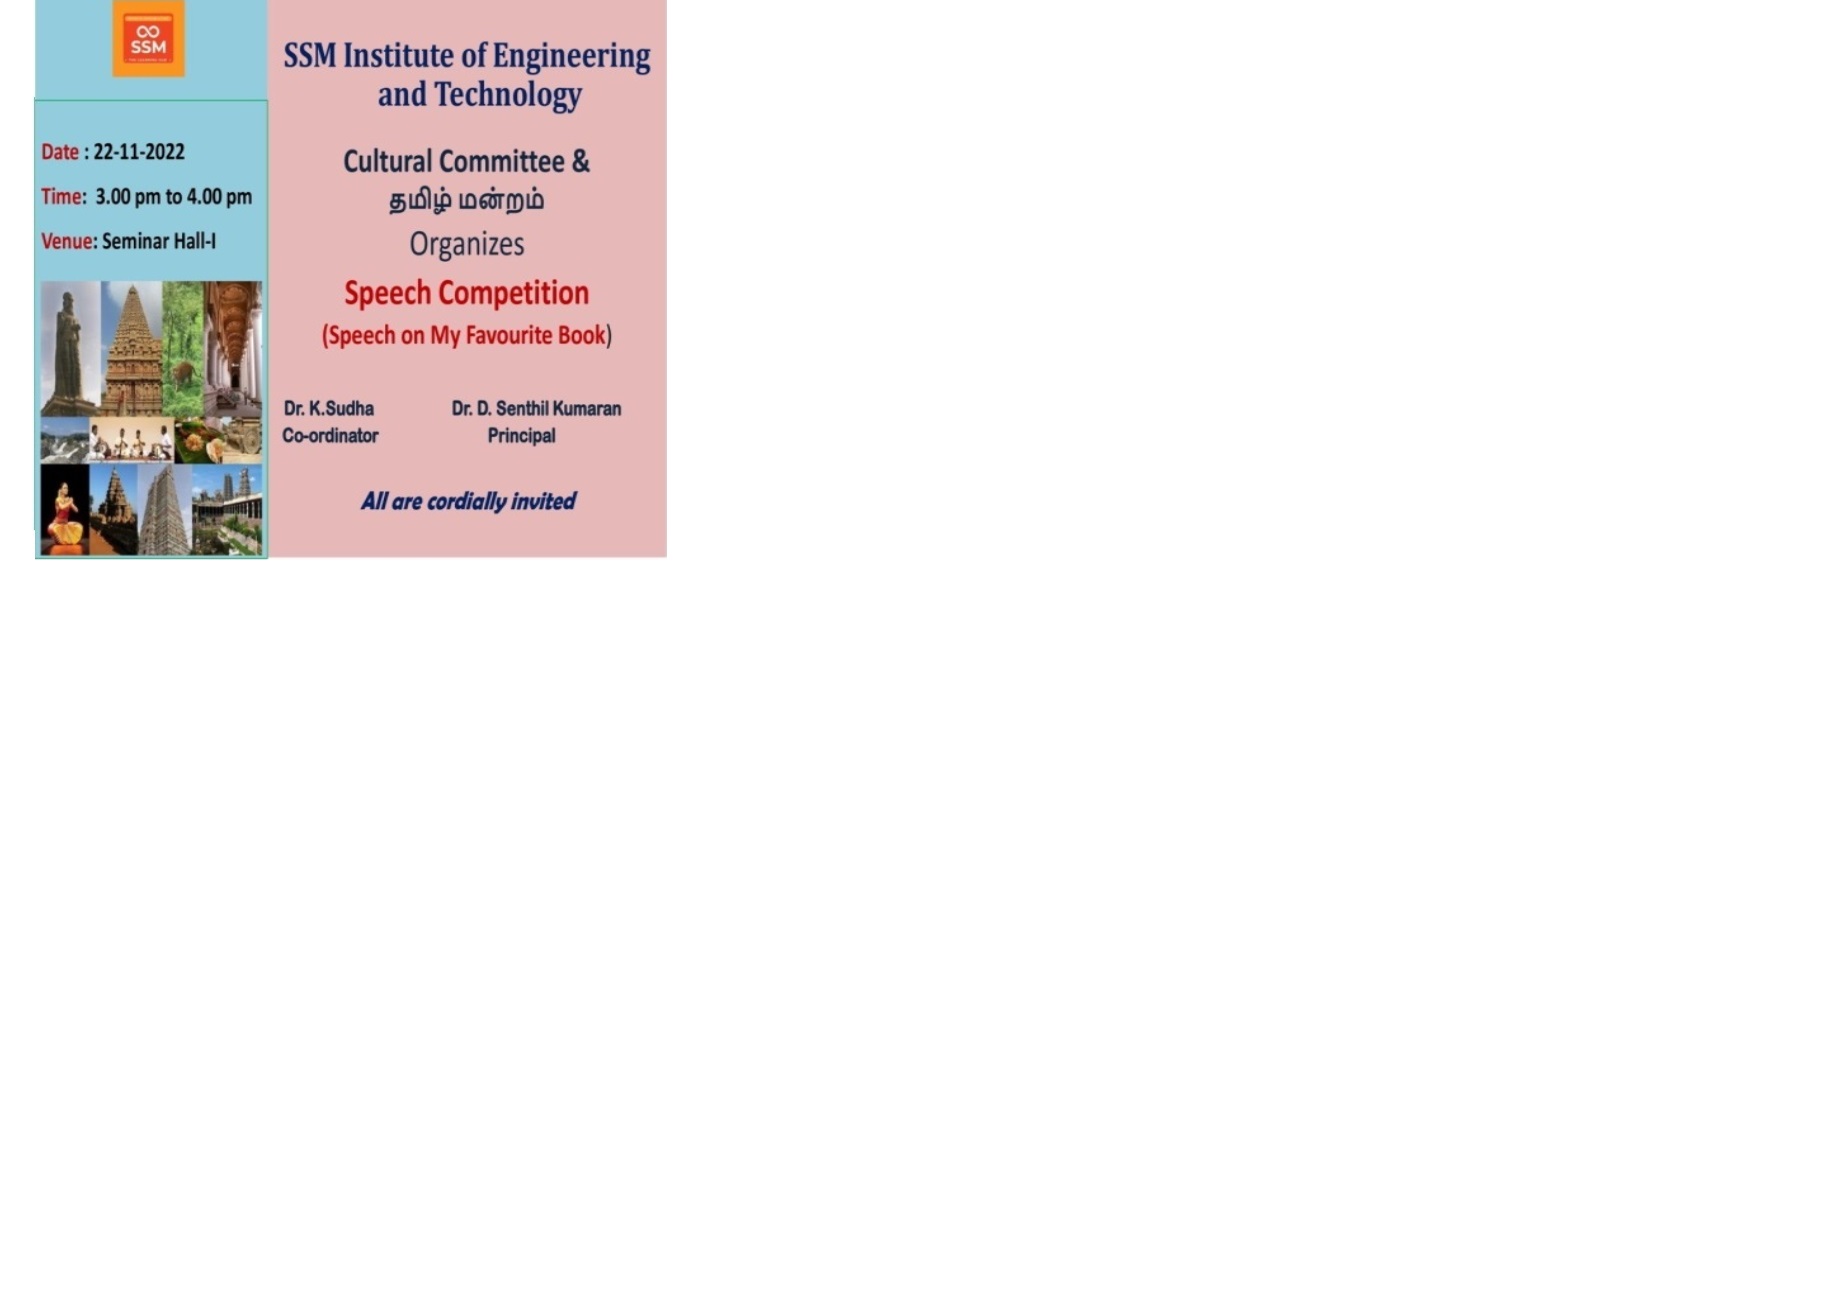 SSM
Date : 22-11-2022
Time: 3.00 pm to 4.00 pm
Venue: Seminar Hall-I
SSM Institute of Engineering
and Technology
Cultural Committee &
தமிழ் மன்றம்
Organizes
Speech Competition
(Speech on My Favourite Book)
Dr. K.Sudha Dr. D. Senthil Kumaran
Co-ordinator Principal
All are cordially invited